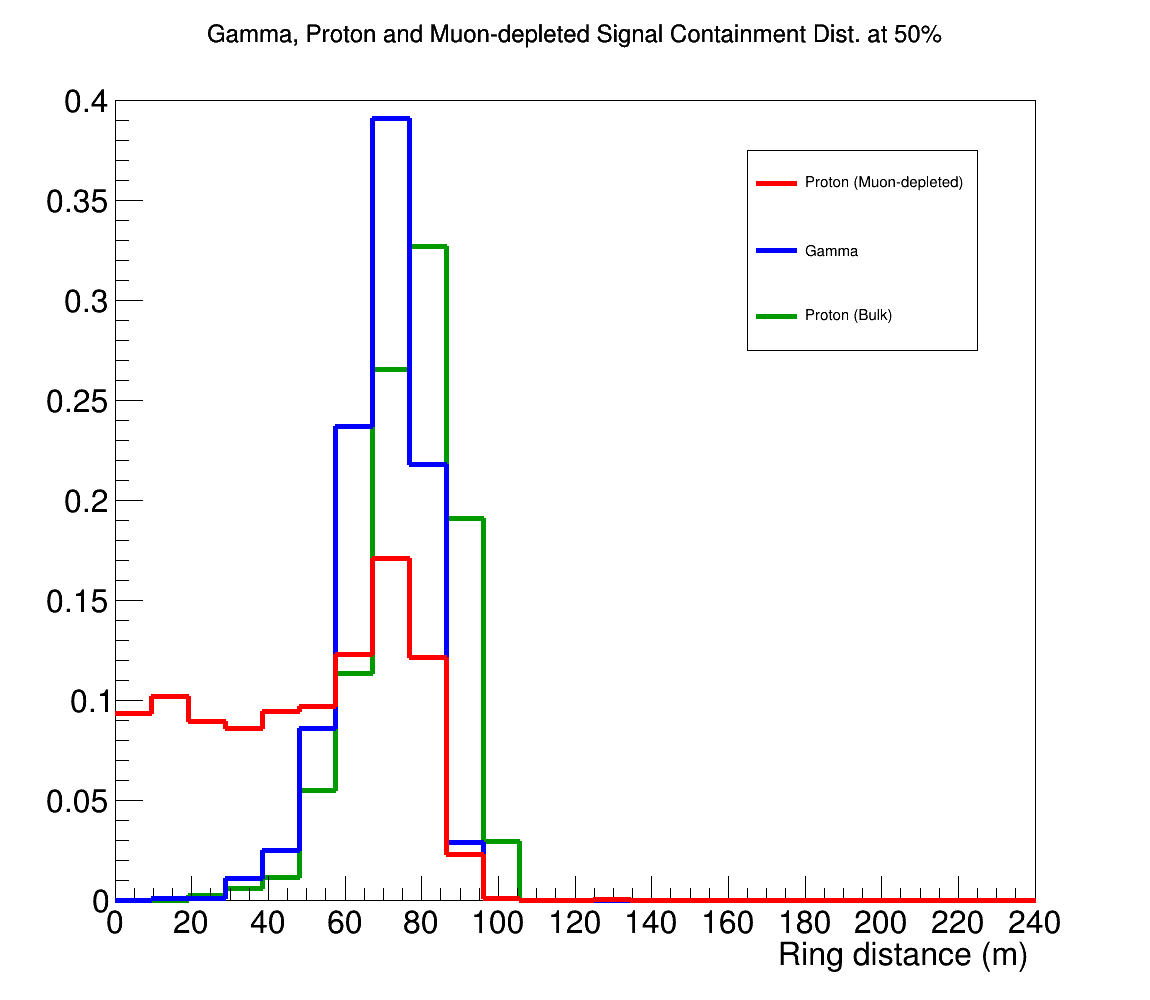 Gamma, Proton and Muon-depleted Signal Containment Dist. at 50%
0.4
0.35
0.3
0.25
0.2
0.15
0.1
0.05
0
Proton (Muon-depleted)
Gamma
Proton (Bulk)
0 20 40 60 80 100 120 140 160 180 200 220 240
Ring distance (m)